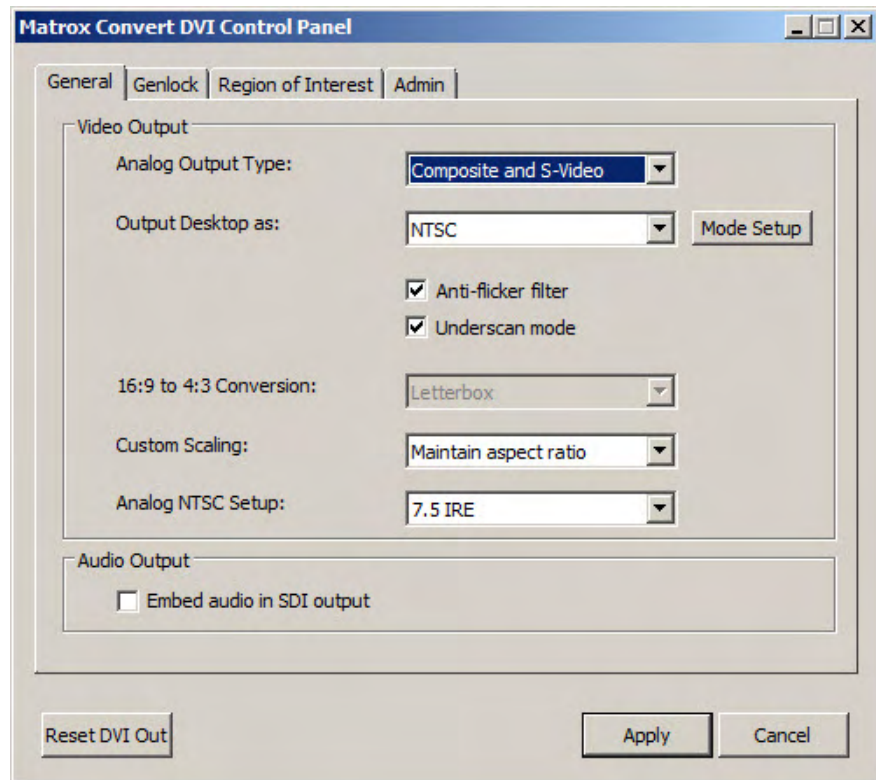 Matrox Convert DVI Control Panel
General Genlock Region of Interest Admin
Video Output
Analog Output Type: Composite and S-Video
Output Desktop as: NTSC Mode Setup
Anti-flicker filter
Underscan mode
16:9 to 4:3 Conversion: Letterbox
Custom Scaling: Maintain aspect ratio
Analog NTSC Setup: 7.5 IRE
Audio Output
Embed audio in SDI output
Reset DVI Out Apply Cancel